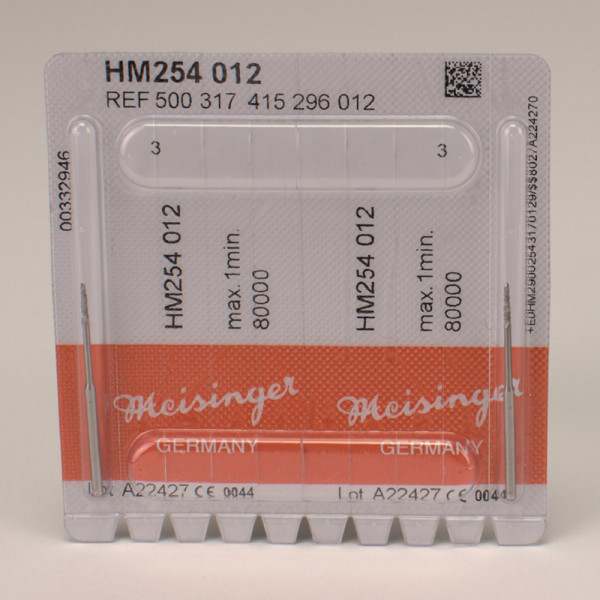 HM254 012
REF 500 317 415 296 012
3
3
00332946
HM254 012
max. 1min.
80000
HM254 012
max. 1min.
80000
Meisinger
GERMANY
Meisinger
GERMANY
Lot A22427 CE 0044
Lot A22427 CE 0044